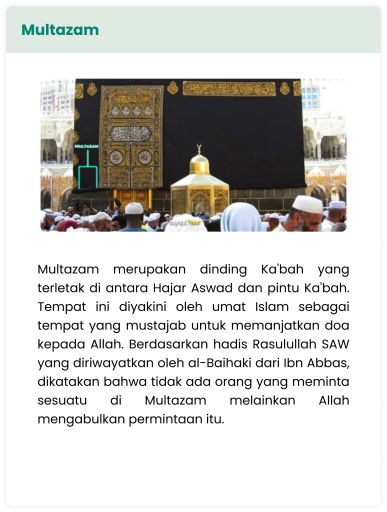 Multazam
MULTAZAM
Multazam merupakan dinding Ka'bah yang
terletak di antara Hajar Aswad dan pintu Ka'bah.
Tempat ini diyakini oleh umat Islam sebagai
tempat yang mustajab untuk memanjatkan doa
kepada Allah. Berdasarkan hadis Rasulullah SAW
yang diriwayatkan oleh al-Baihaki dari Ibn Abbas,
dikatakan bahwa tidak ada orang yang meminta
sesuatu di Multazam melainkan Allah
mengabulkan permintaan itu.